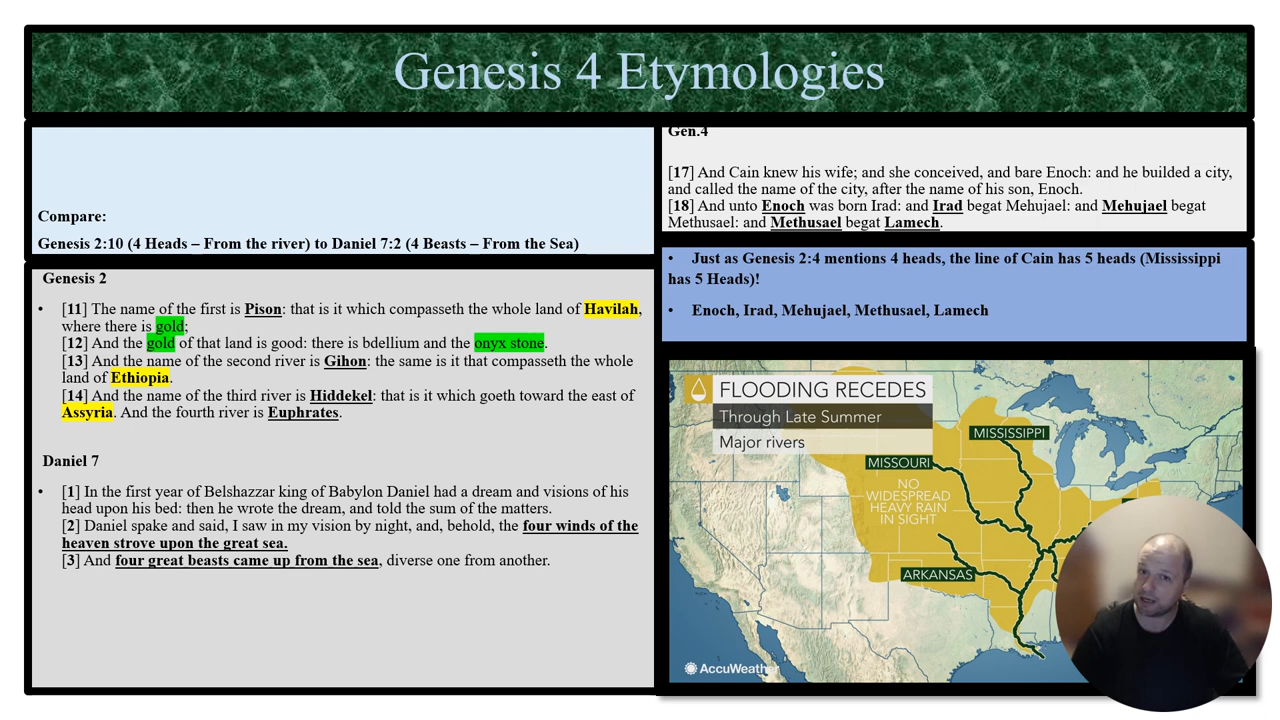 Genesis 4 Etymologies
Compare:
Genesis 2:10 (4 Heads – From the river) to Daniel 7:2 (4 Beasts – From the Sea)
Genesis 2
• [11] The name of the first is Pison: that is it which compasseth the whole land of Havilah,
where there is gold;
[12] And the gold of that land is good: there is bdellium and the onyx stone.
[13] And the name of the second river is Gihon: the same is it that compasseth the whole
land of Ethiopia.
[14] And the name of the third river is Hiddekel: that is it which goeth toward the east of
Assyria. And the fourth river is Euphrates.
Daniel 7
• [1] In the first year of Belshazzar king of Babylon Daniel had a dream and visions of his
head upon his bed: then he wrote the dream, and told the sum of the matters.
[2] Daniel spake and said, I saw in my vision by night, and, behold, the four winds of the
heaven strove upon the great sea.
[3] And four great beasts came up from the sea, diverse one from another.
Gen.4
[17] And Cain knew his wife; and she conceived, and bare Enoch: and he builded a city,
and called the name of the city, after the name of his son, Enoch.
[18] And unto Enoch was born Irad: and Irad begat Mehujael: and Mehujael begat
Methusael: and Methusael begat Lamech.
• Just as Genesis 2:4 mentions 4 heads, the line of Cain has 5 heads (Mississippi
has 5 Heads)!
• Enoch, Irad, Mehujael, Methusael, Lamech
FLOODING RECEDES
Through Late Summer
Major rivers
MISSISSIPPI
MISSOURI
NO
WIDESPREAD
HEAVY RAIN
IN SIGHT
ARKANSAS
AccuWeather